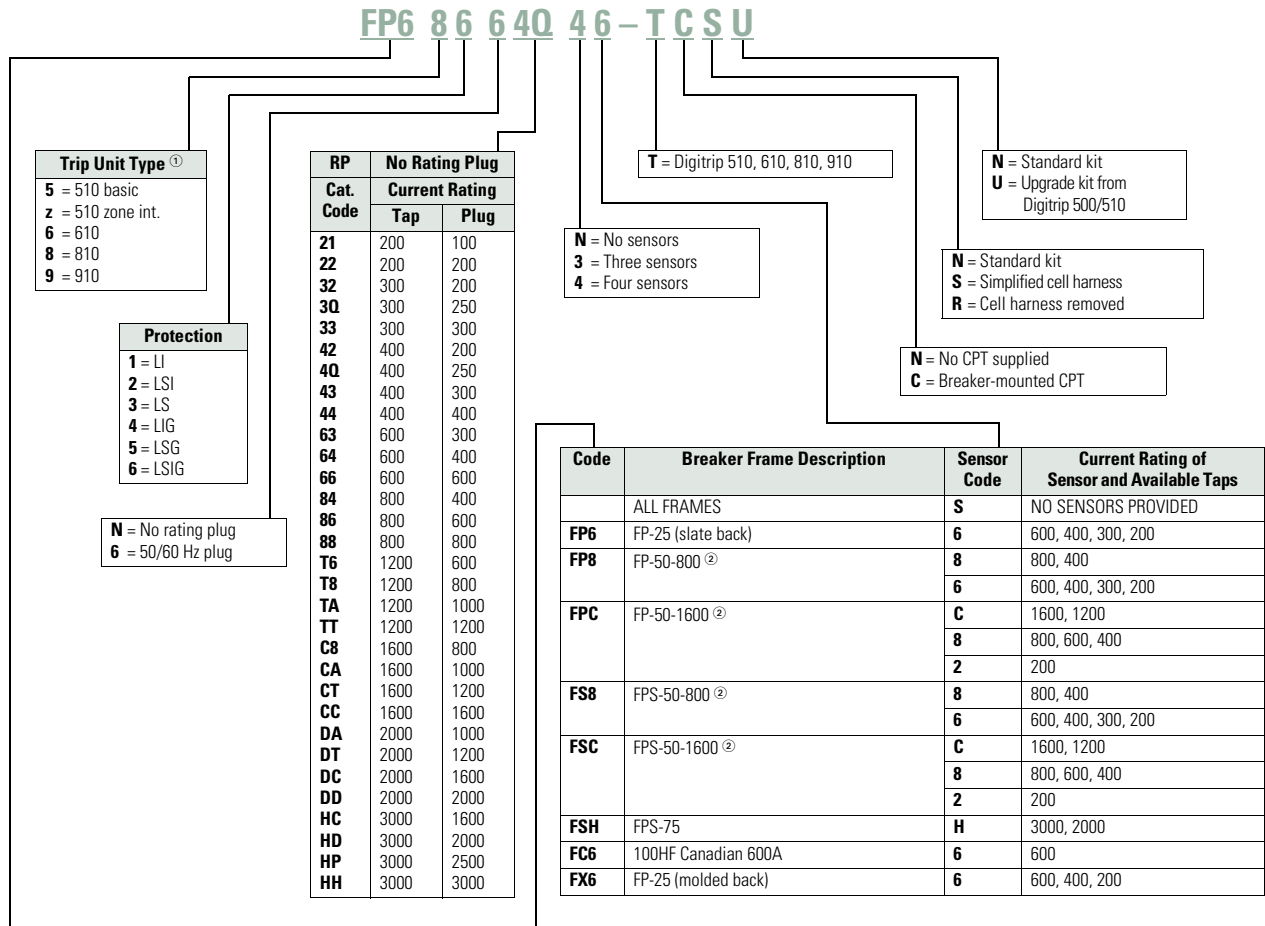 FP6 8 6 6 4Q 4 6 – T C S U
Trip Unit Type ①
5 = 510 basic
z = 510 zone int.
6 = 610
8 = 810
9 = 910
Protection
1 = LI
2 = LSI
3 = LS
4 = LIG
5 = LSG
6 = LSIG
N = No rating plug
6 = 50/60 Hz plug
RP No Rating Plug
Cat. Code Current Rating
Tap Plug
21 200 100
22 200 200
32 300 200
3Q 300 250
33 300 300
42 400 200
4Q 400 250
43 400 300
44 400 400
63 600 300
64 600 400
66 600 600
84 800 400
86 800 600
88 800 800
T6 1200 600
T8 1200 800
TA 1200 1000
TT 1200 1200
C8 1600 800
CA 1600 1000
CT 1600 1200
CC 1600 1600
DA 2000 1000
DT 2000 1200
DC 2000 1600
DD 2000 2000
HC 3000 1600
HD 3000 2000
HP 3000 2500
HH 3000 3000
T = Digitrip 510, 610, 810, 910
N = No sensors
3 = Three sensors
4 = Four sensors
N = Standard kit
U = Upgrade kit from
Digitrip 500/510
N = Standard kit
S = Simplified cell harness
R = Cell harness removed
N = No CPT supplied
C = Breaker-mounted CPT
Code Breaker Frame Description Sensor Code Current Rating of Sensor and Available Taps
ALL FRAMES S NO SENSORS PROVIDED
FP6 FP-25 (slate back) 6 600, 400, 300, 200
FP8 FP-50-800 ② 8 800, 400
6 600, 400, 300, 200
FPC FP-50-1600 ② C 1600, 1200
8 800, 600, 400
2 200
FS8 FPS-50-800 ② 8 800, 400
6 600, 400, 300, 200
FSC FPS-50-1600 ② C 1600, 1200
8 800, 600, 400
2 200
FSH FPS-75 H 3000, 2000
FC6 100HF Canadian 600A 6 600
FX6 FP-25 (molded back) 6 600, 400, 200